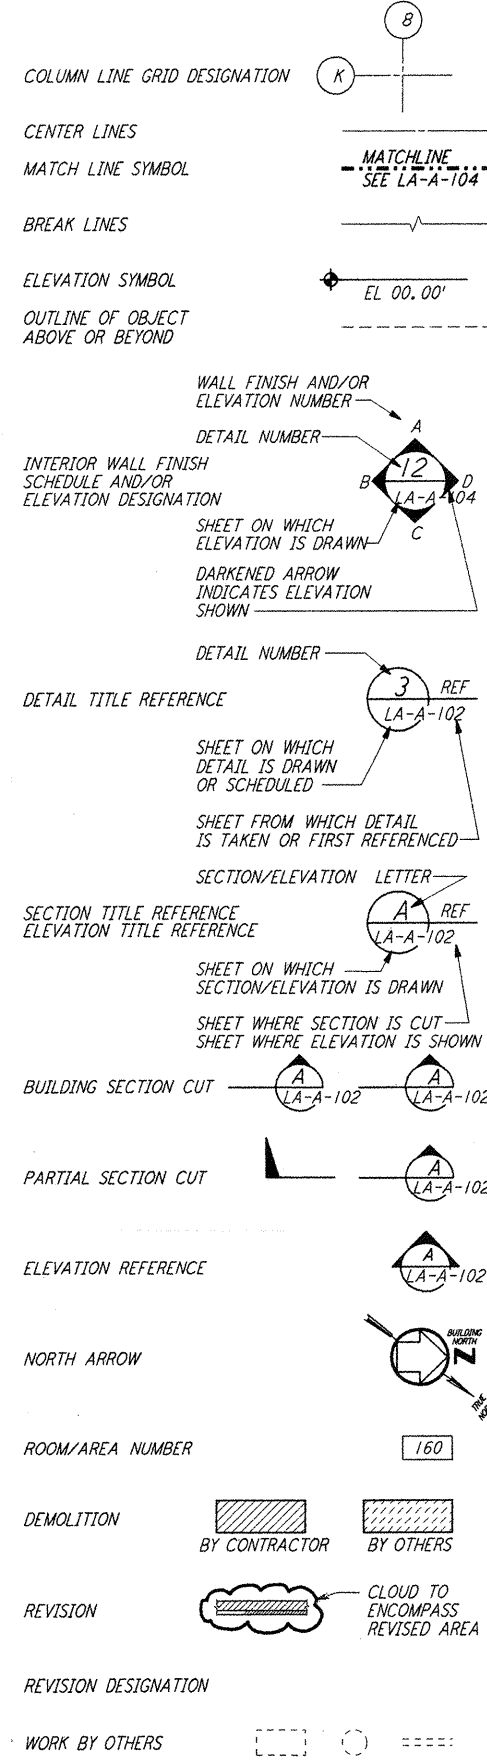 8
COLUMN LINE GRID DESIGNATION K
CENTER LINES
MATCH LINE SYMBOL
MATCHLINE
SEE LA-A-104
BREAK LINES
ELEVATION SYMBOL
EL 00.00'
OUTLINE OF OBJECT
ABOVE OR BEYOND
WALL FINISH AND/OR
ELEVATION NUMBER
A
DETAIL NUMBER
INTERIOR WALL FINISH
SCHEDULE AND/OR
ELEVATION DESIGNATION
12
B D
LA-A-104
C
SHEET ON WHICH
ELEVATION IS DRAWN
DARKENED ARROW
INDICATES ELEVATION
SHOWN
DETAIL NUMBER
DETAIL TITLE REFERENCE
3 REF
LA-A-102
SHEET ON WHICH
DETAIL IS DRAWN
OR SCHEDULED
SHEET FROM WHICH DETAIL
IS TAKEN OR FIRST REFERENCED
SECTION/ELEVATION LETTER
SECTION TITLE REFERENCE
ELEVATION TITLE REFERENCE
A REF
LA-A-102
SHEET ON WHICH
SECTION/ELEVATION IS DRAWN
SHEET WHERE SECTION IS CUT
SHEET WHERE ELEVATION IS SHOWN
BUILDING SECTION CUT
A A
LA-A-102 LA-A-102
PARTIAL SECTION CUT
A
LA-A-102
ELEVATION REFERENCE
A
LA-A-102
NORTH ARROW
BUILDING
NORTH
N
TRUE
ROOM/AREA NUMBER 160
DEMOLITION
BY CONTRACTOR BY OTHERS
REVISION
CLOUD TO
ENCOMPASS
REVISED AREA
REVISION DESIGNATION
WORK BY OTHERS